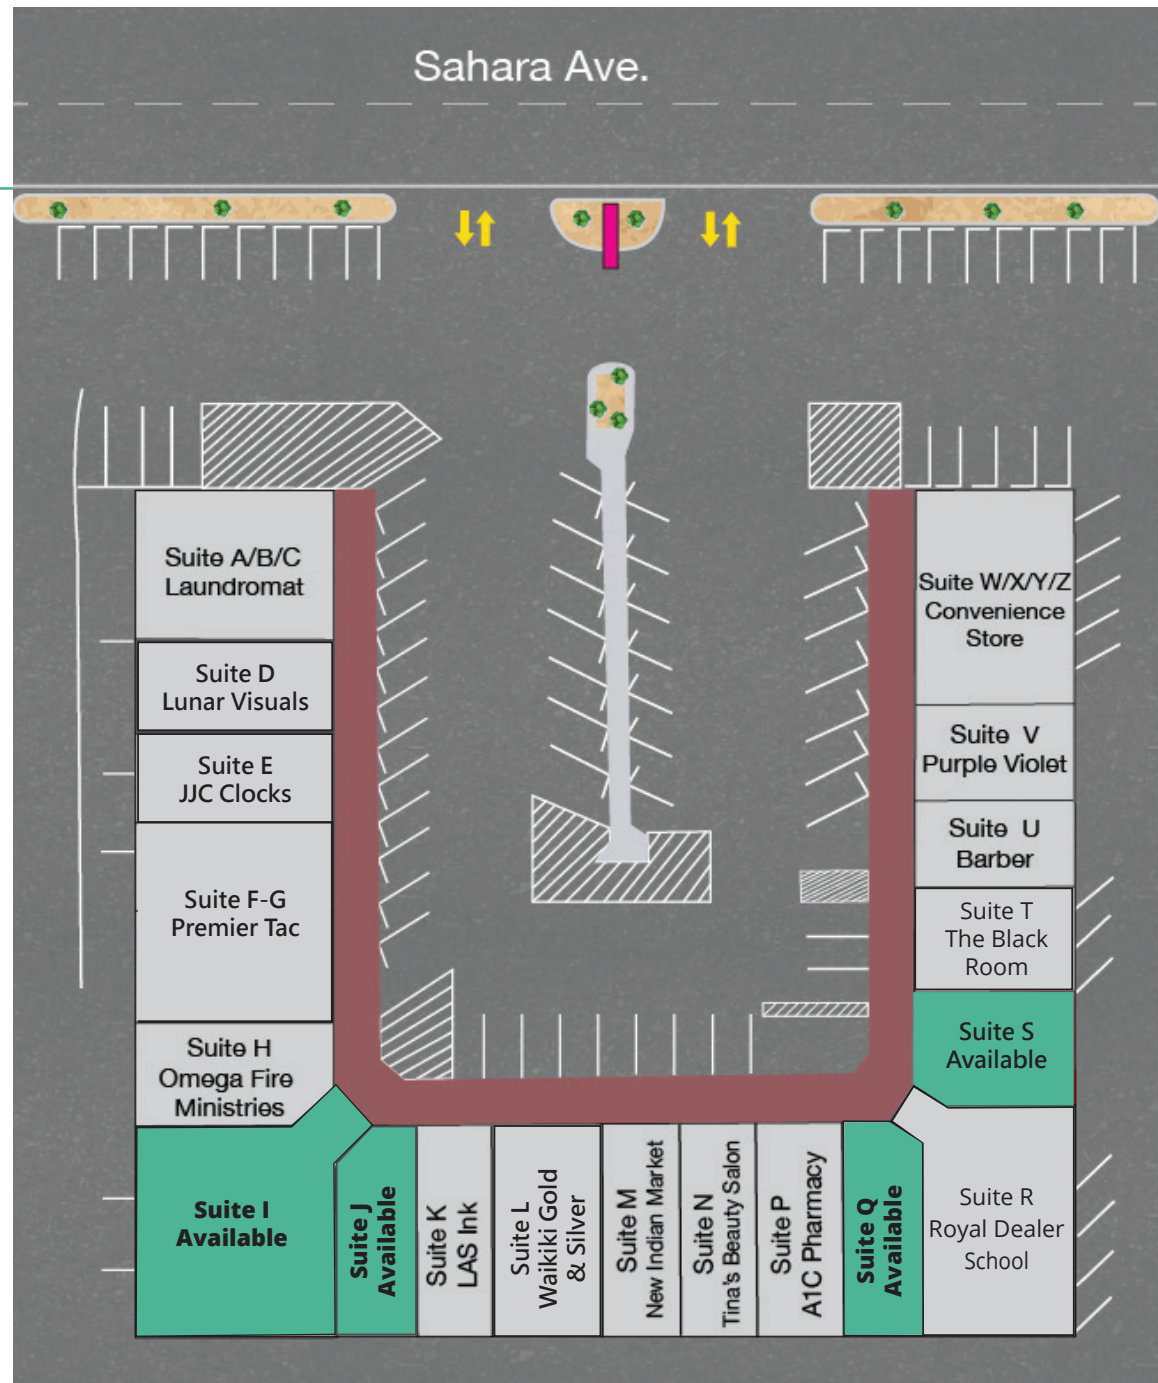 Sahara Ave.
Suite A/B/C
Laundromat
Suite D
Lunar Visuals
Suite E
JJC Clocks
Suite F-G
Premier Tac
Suite H
Omega Fire
Ministries
Suite I
Available
Suite J
Available
Suite K
LAS Ink
Suite L
Waikiki Gold
& Silver
Suite M
New Indian Market
Suite N
Tina's Beauty Salon
Suite P
A1C Pharmacy
Suite Q
Available
Suite R
Royal Dealer
School
Suite S
Available
Suite T
The Black
Room
Suite U
Barber
Suite V
Purple Violet
Suite W/X/Y/Z
Convenience
Store